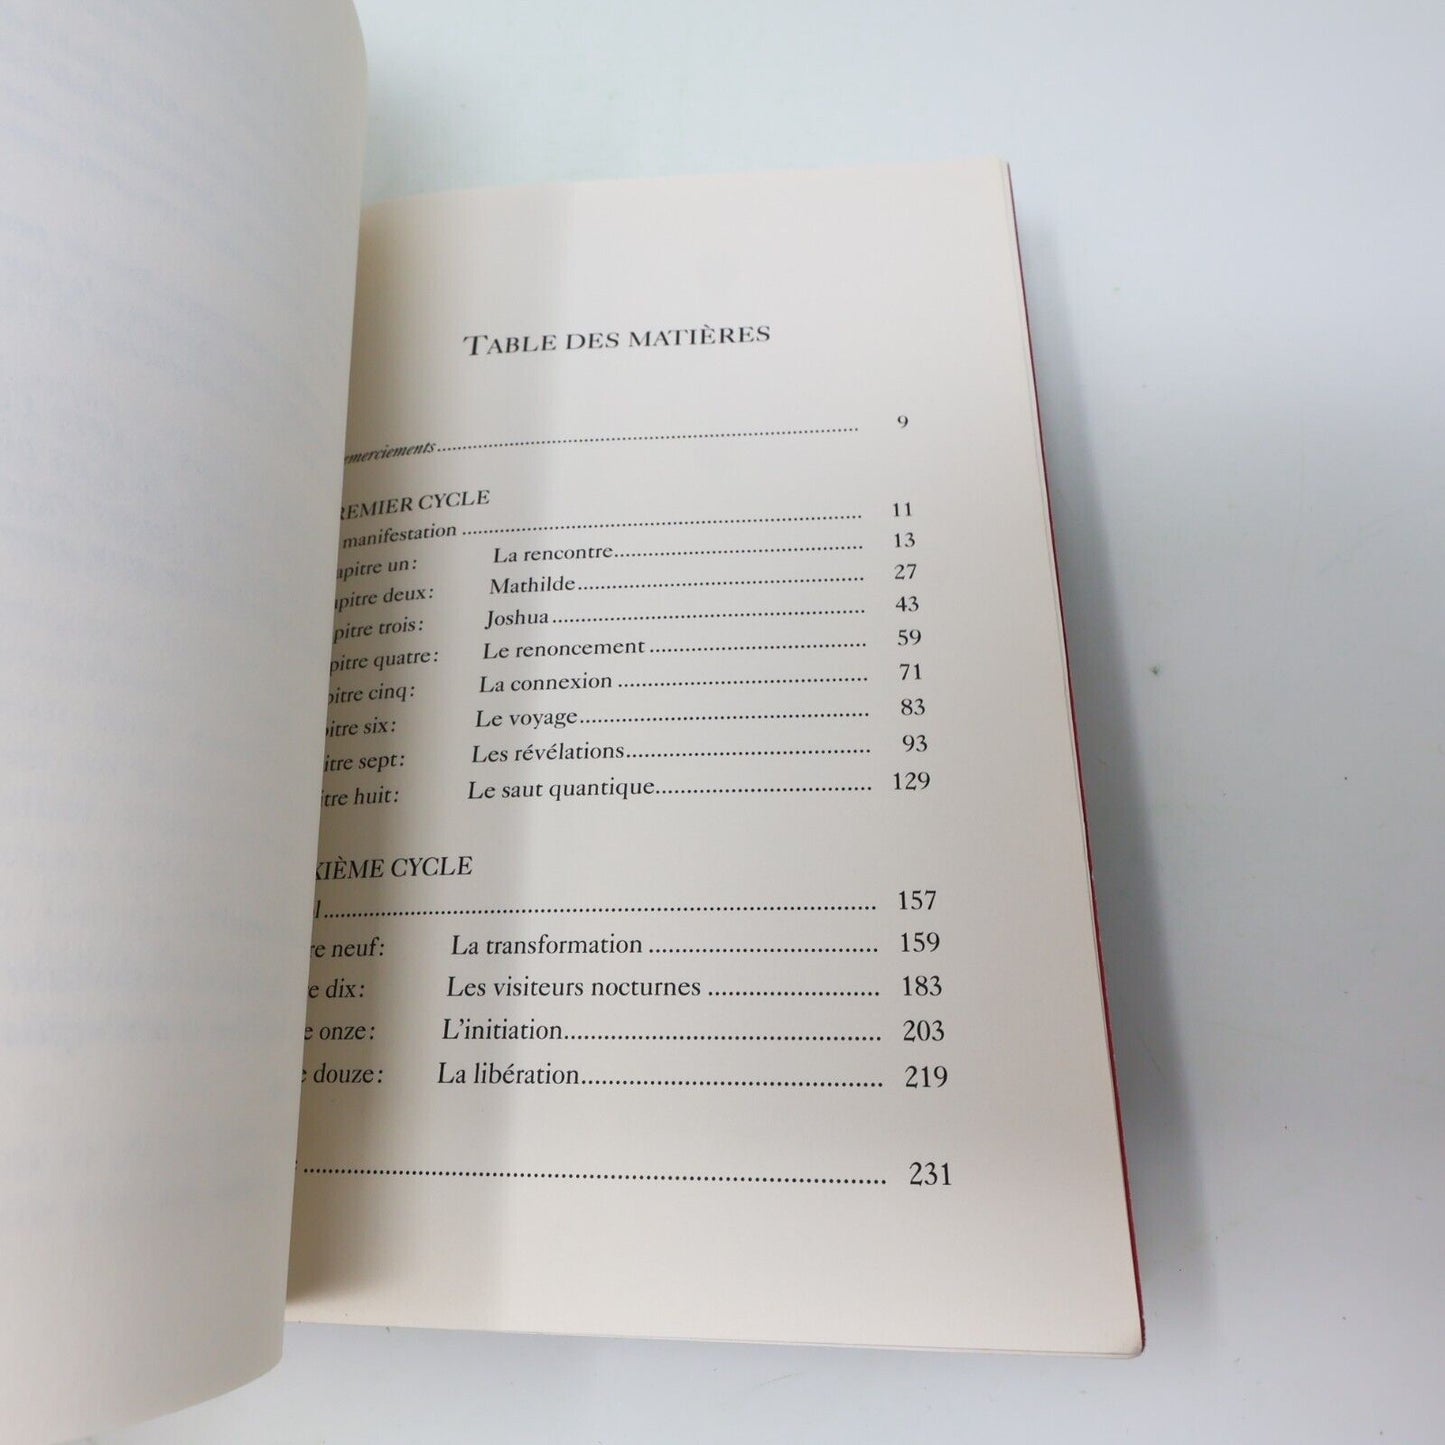 TABLE DES MATIÈRES
emerciements 9
REMIER CYCLE
manifestation 11
apitre un: La rencontre 13
apitre deux: Mathilde 27
pitre trois: Joshua 43
pitre quatre: Le renoncement 59
pitre cinq: La connexion 71
itre six: Le voyage 83
itre sept: Les révélations 93
itre huit: Le saut quantique 129
XIÈME CYCLE
l 157
re neuf: La transformation 159
e dix: Les visiteurs nocturnes 183
e onze: L'initiation 203
e douze: La libération 219
231